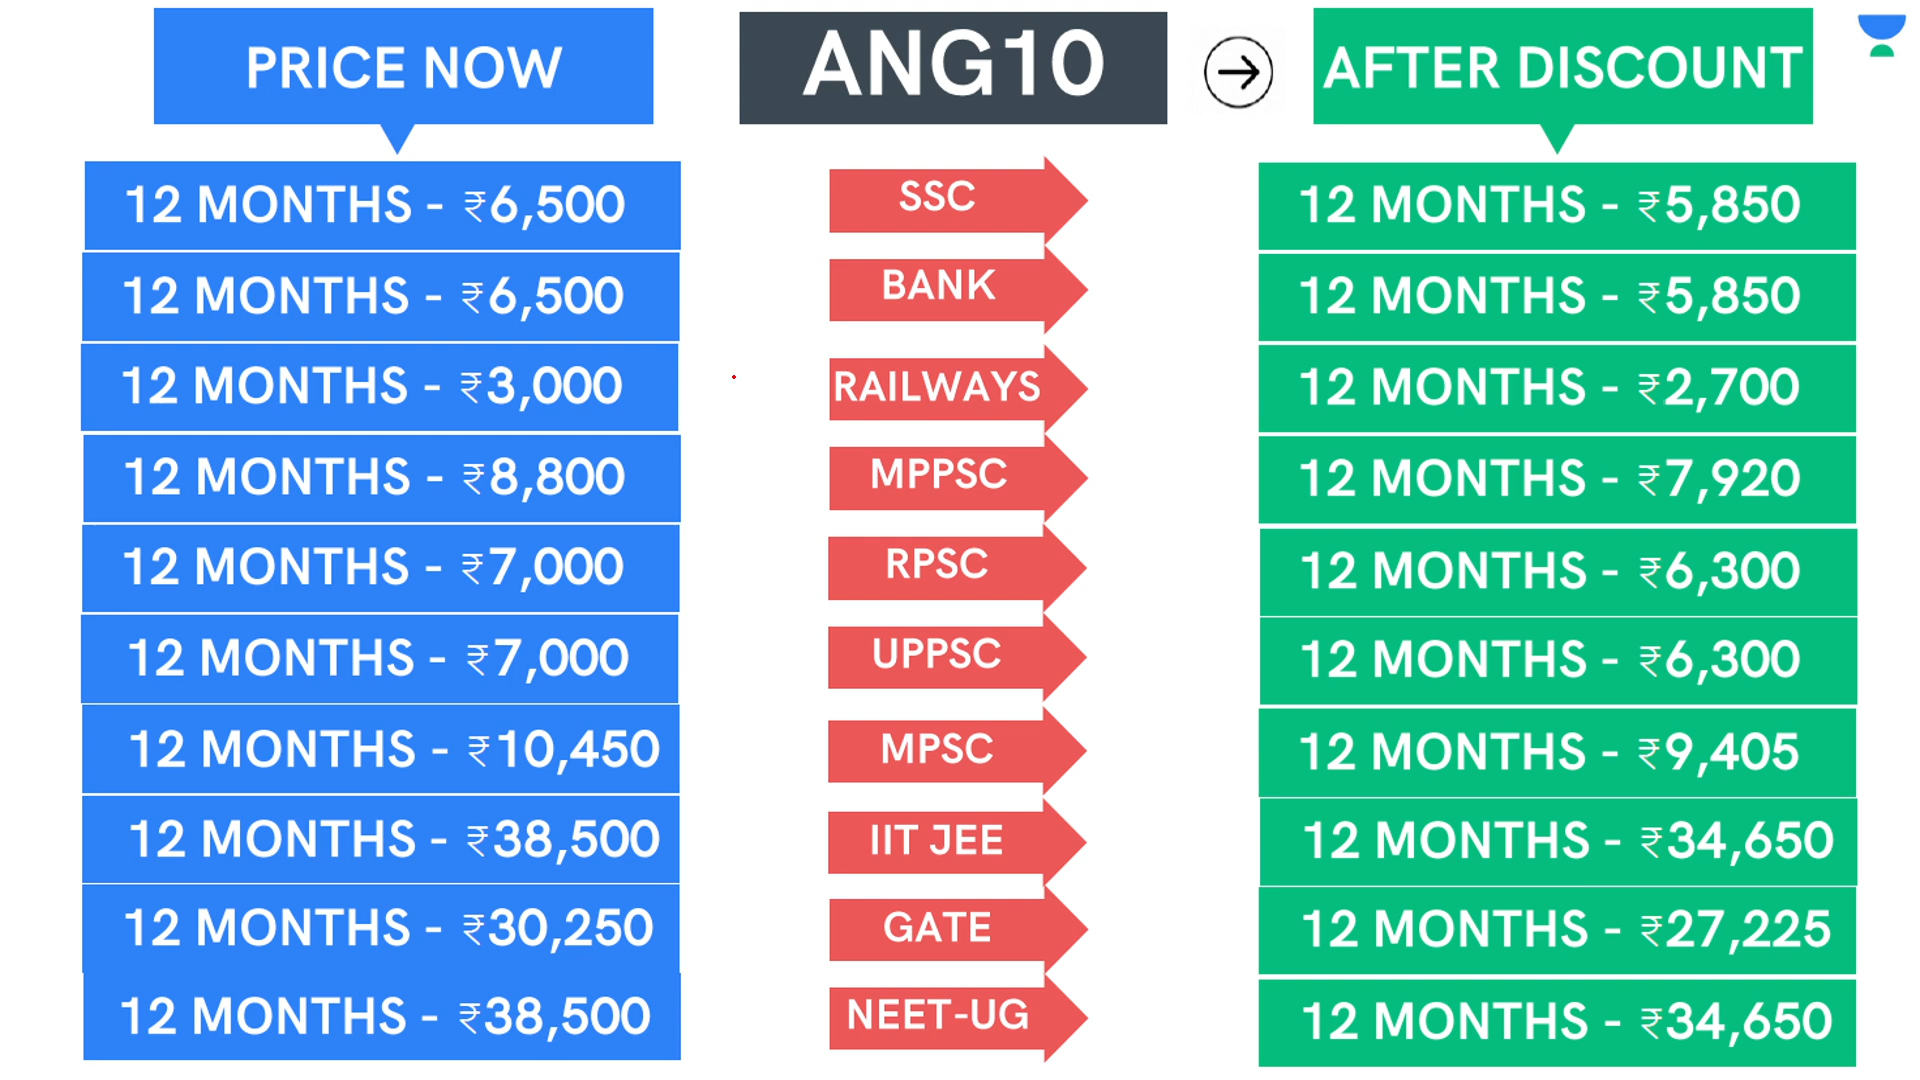 PRICE NOW ANG10 AFTER DISCOUNT
12 MONTHS - ₹6,500 SSC 12 MONTHS - ₹5,850
12 MONTHS - ₹6,500 BANK 12 MONTHS - ₹5,850
12 MONTHS - ₹3,000 RAILWAYS 12 MONTHS - ₹2,700
12 MONTHS - ₹8,800 MPPSC 12 MONTHS - ₹7,920
12 MONTHS - ₹7,000 RPSC 12 MONTHS - ₹6,300
12 MONTHS - ₹7,000 UPPSC 12 MONTHS - ₹6,300
12 MONTHS - ₹10,450 MPSC 12 MONTHS - ₹9,405
12 MONTHS - ₹38,500 IIT JEE 12 MONTHS - ₹34,650
12 MONTHS - ₹30,250 GATE 12 MONTHS - ₹27,225
12 MONTHS - ₹38,500 NEET-UG 12 MONTHS - ₹34,650